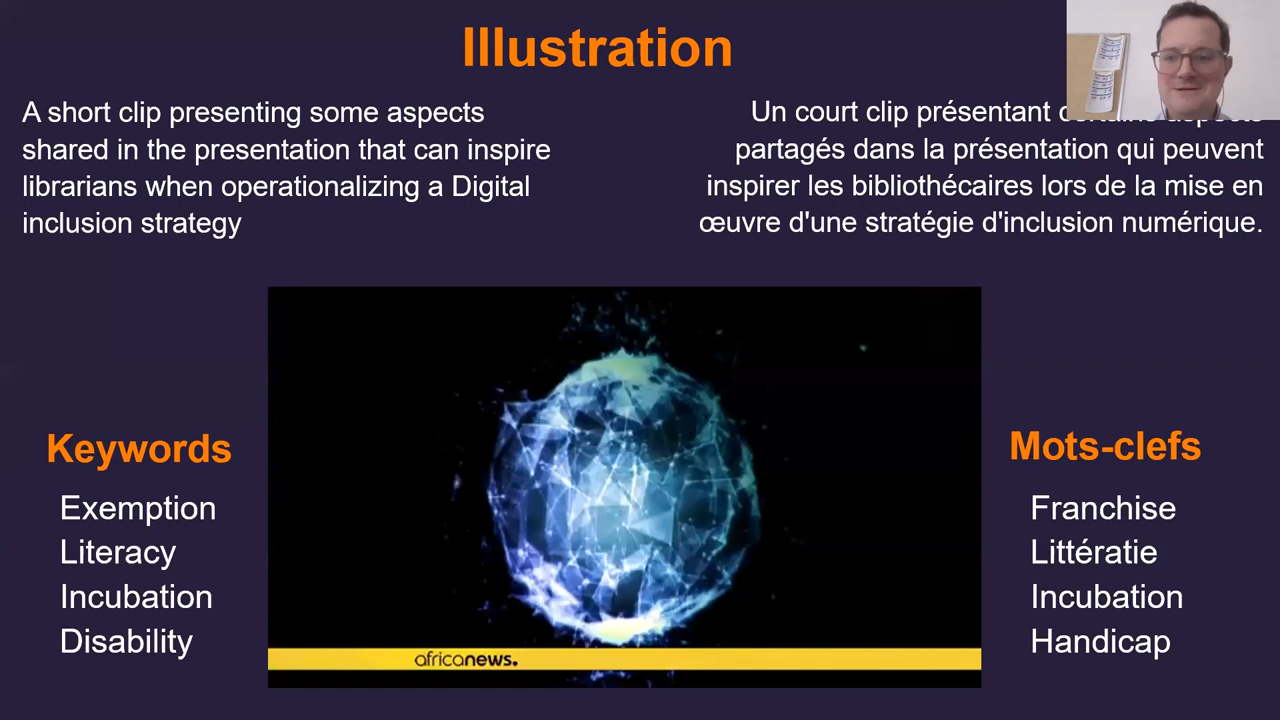 Illustration
A short clip presenting some aspects
shared in the presentation that can inspire
librarians when operationalizing a Digital
inclusion strategy
Un court clip présentant
partagés dans la présentation qui peuvent
inspirer les bibliothécaires lors de la mise en
œuvre d'une stratégie d'inclusion numérique.
Keywords
Exemption
Literacy
Incubation
Disability
africanews.
Mots-clefs
Franchise
Littératie
Incubation
Handicap